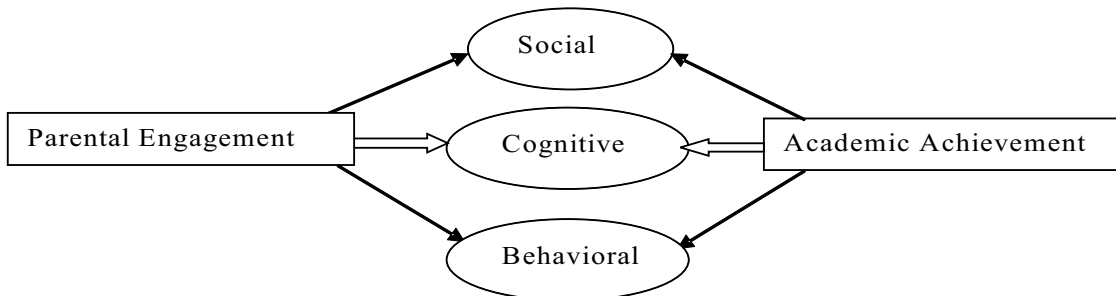 Social
Parental Engagement
Cognitive
Academic Achievement
Behavioral